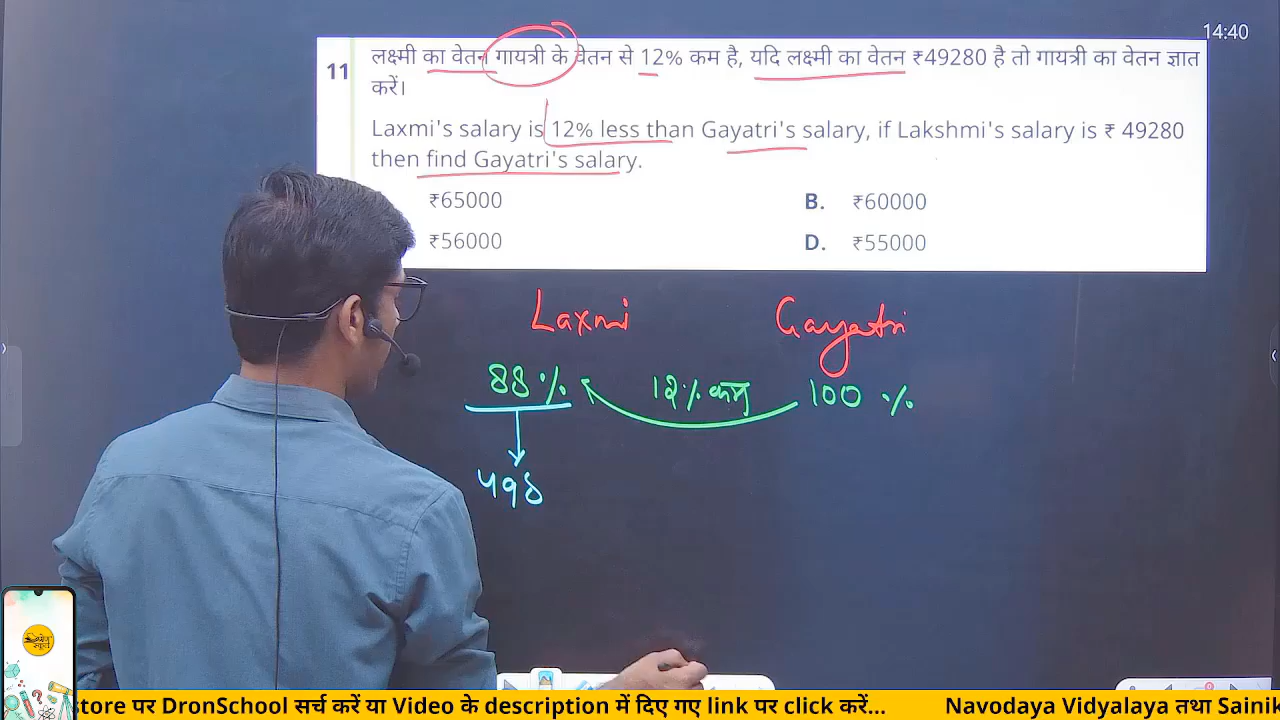 14:40
11
लक्ष्मी का वेतन गायत्री के वेतन से 12% कम है, यदि लक्ष्मी का वेतन ₹49280 है तो गायत्री का वेतन ज्ञात
करें।
Laxmi's salary is 12% less than Gayatri's salary, if Lakshmi's salary is ₹ 49280
then find Gayatri's salary.
₹65000 B. ₹60000
₹56000 D. ₹55000
Laxmi Gayatri
88% 12% कम 100 %
store पर DronSchool सर्च करें या Video के description में दिए गए link पर click करें... Navodaya Vidyalaya तथा Sainik